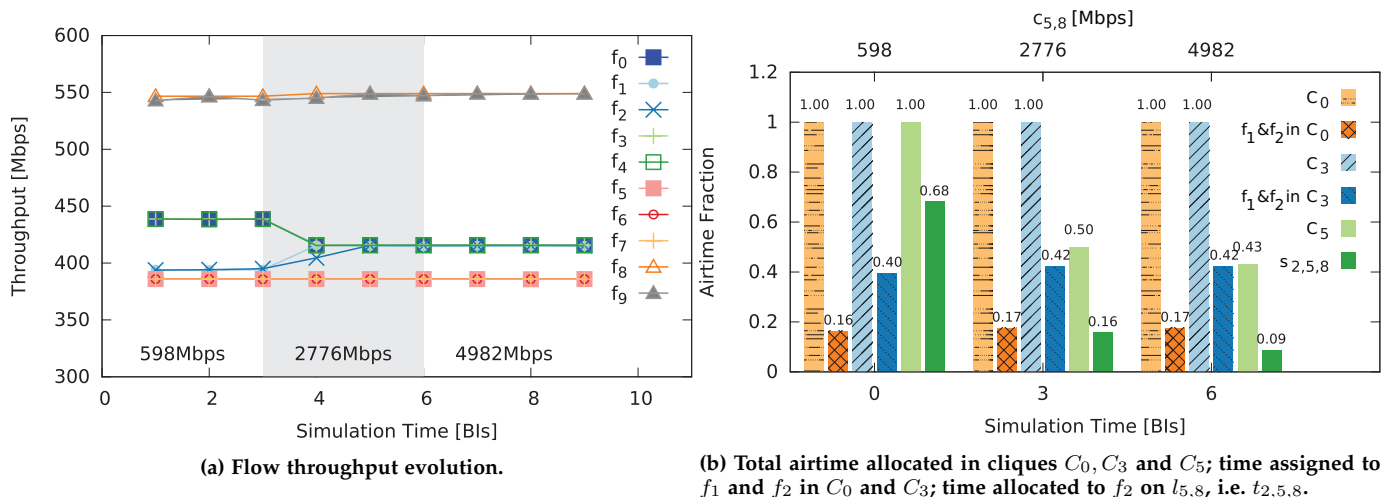 600
550
500
450
400
350
300
Throughput [Mbps]
0 2 4 6 8 10
Simulation Time [BIs]
598Mbps 2776Mbps 4982Mbps
f0
f1
f2
f3
f4
f5
f6
f7
f8
f9
(a) Flow throughput evolution.
c5,8 [Mbps]
598 2776 4982
1.2
1
0.8
0.6
0.4
0.2
0
Airtime Fraction
1.00 1.00 1.00 1.00 1.00 1.00 1.00
0.16 0.40 0.68
0.17 0.42 0.50 0.16
0.17 0.42 0.43 0.09
C0
f1&f2in C0
C3
f1&f2in C3
C5
s2,5,8
0 3 6
Simulation Time [BIs]
(b) Total airtime allocated in cliques C0, C3 and C5; time assigned to
f1 and f2 in C0 and C3; time allocated to f2 on l5,8, i.e. t2,5,8.